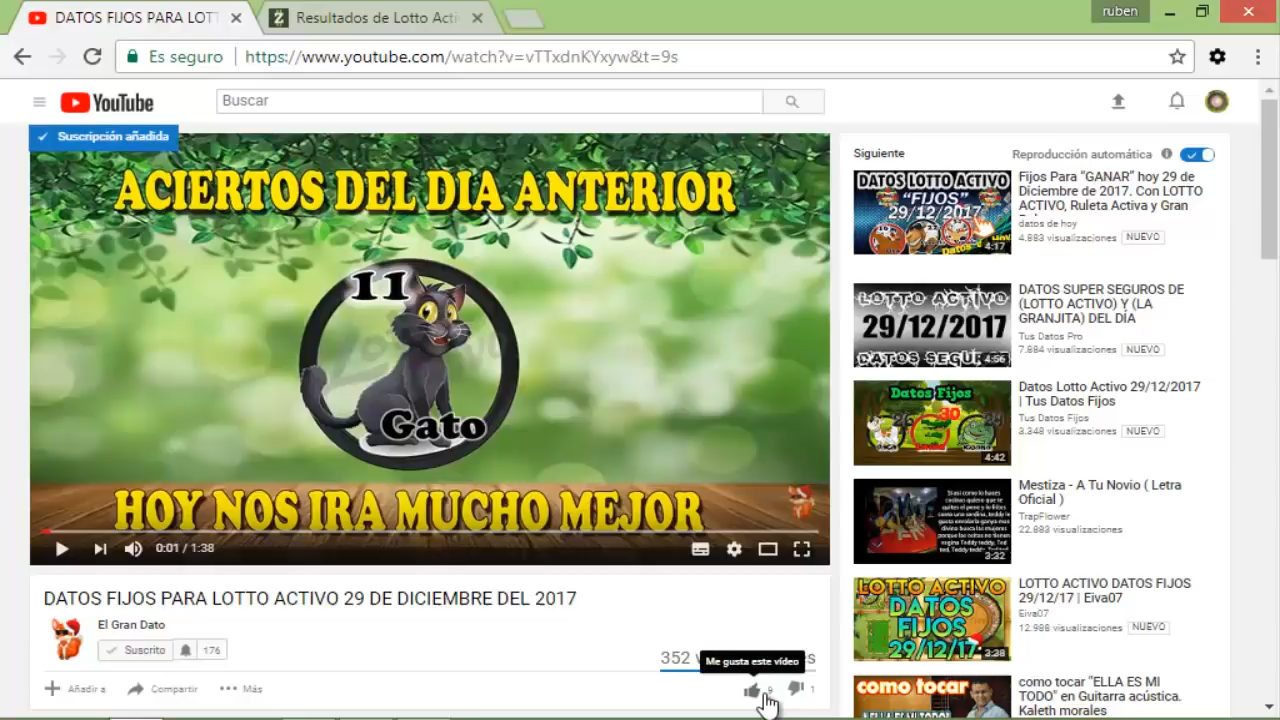 DATOS FIJOS PARA LOTT
Resultados de Lotto Acti
ruben
Es seguro
https://www.youtube.com/watch?v=vTTxdnKYxyw&t=9s
YouTube
Buscar
Suscripción añadida
ACIERTOS DEL DIA ANTERIOR
11
Gato
HOY NOS IRA MUCHO MEJOR
0:01 / 1:38
DATOS FIJOS PARA LOTTO ACTIVO 29 DE DICIEMBRE DEL 2017
El Gran Dato
Suscrito
176
352
Me gusta este vídeo
Añadir a
Compartir
Más
9
1
Siguiente
Reproducción automática
DATOS LOTTO ACTIVO
"FIJOS"
29/12/2017
4:17
Fijos Para "GANAR" hoy 29 de
Diciembre de 2017. Con LOTTO
ACTIVO, Ruleta Activa y Gran
datos de hoy
4.883 visualizaciones
NUEVO
LOTTO ACTIVO
29/12/2017
DATOS SEGU
4:56
DATOS SUPER SEGUROS DE
(LOTTO ACTIVO) Y (LA
GRANJITA) DEL DÍA
Tus Datos Pro
7.884 visualizaciones
NUEVO
Datos Fijos
30
4:42
Datos Lotto Activo 29/12/2017
| Tus Datos Fijos
Tus Datos Fijos
3.348 visualizaciones
NUEVO
3:32
Mestiza - A Tu Novio ( Letra
Oficial )
TrapFlower
22.883 visualizaciones
LOTTO ACTIVO
DATOS
FIJOS
29/12/17
3:38
LOTTO ACTIVO DATOS FIJOS
29/12/17 | Eiva07
Eiva07
12.988 visualizaciones
NUEVO
como tocar
como tocar "ELLA ES MI
TODO" en Guitarra acústica.
Kaleth morales